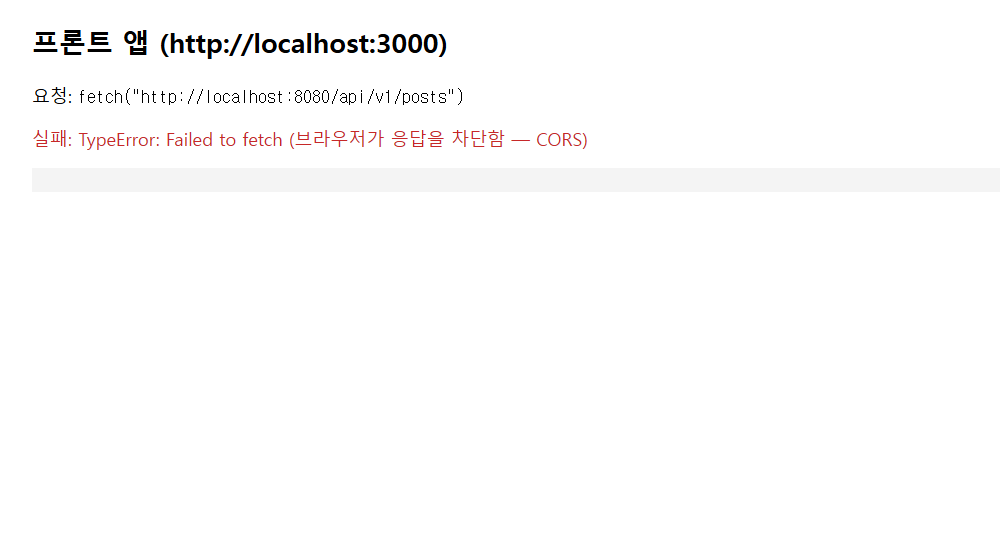 프론트 앱 (http://localhost:3000)
요청: fetch("http://localhost:8080/api/v1/posts")
실패: TypeError: Failed to fetch (브라우저가 응답을 차단함 — CORS)